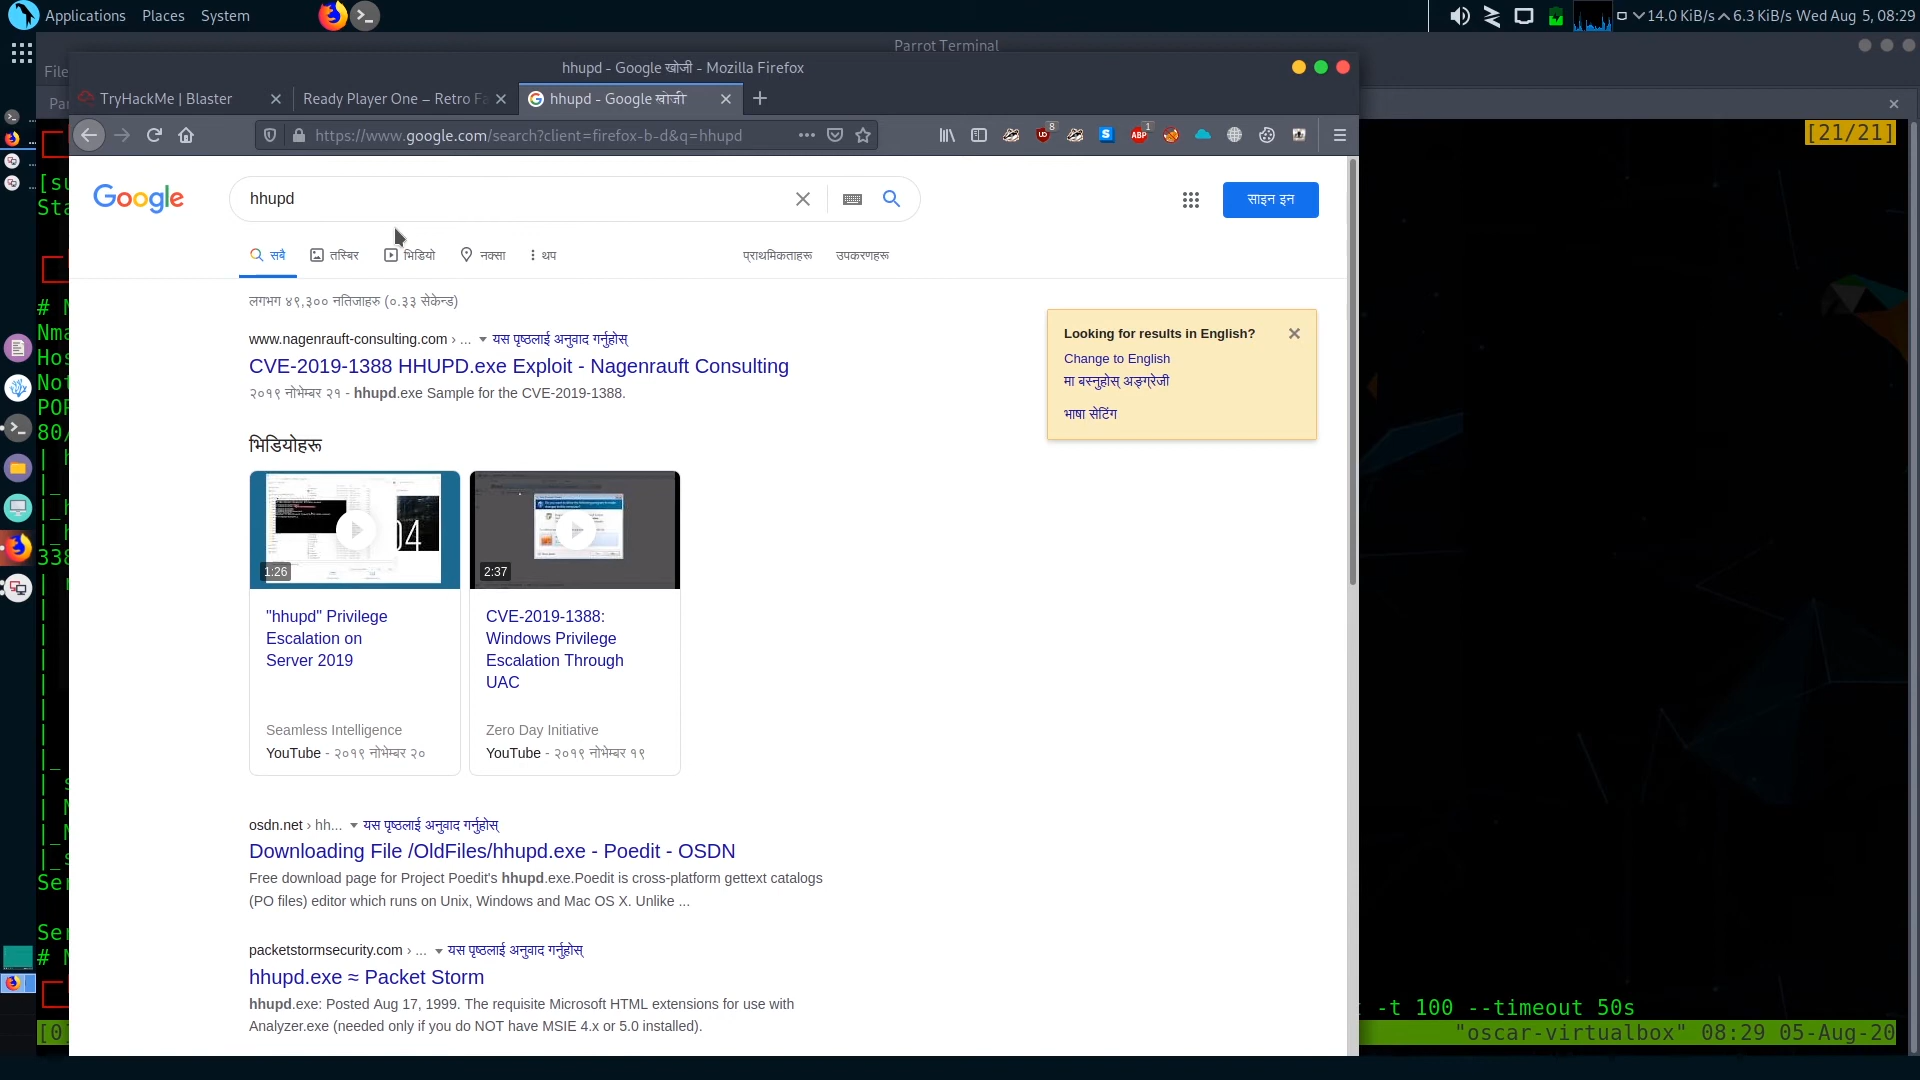 Applications Places System
14.0 KiB/s 6.3 KiB/s Wed Aug 5, 08:29
Parrot Terminal
File
hhupd - Google खोजी - Mozilla Firefox
TryHackMe | Blaster
Ready Player One – Retro Fa
hhupd - Google खोजी
https://www.google.com/search?client=firefox-b-d&q=hhupd
[21/21]
Google
hhupd
साइन इन
सबै
तस्बिर
भिडियो
नक्सा
थप
प्राथमिकताहरू
उपकरणहरू
लगभग ४९,३०० नतिजाहरु (०.३३ सेकेन्ड)
www.nagenrauft-consulting.com › ... यस पृष्ठलाई अनुवाद गर्नुहोस्
CVE-2019-1388 HHUPD.exe Exploit - Nagenrauft Consulting
२०१९ नोभेम्बर २१ - hhupd.exe Sample for the CVE-2019-1388.
Looking for results in English?
Change to English
मा बस्नुहोस् अङ्ग्रेजी
भाषा सेटिंग
भिडियोहरू
1:26
"hhupd" Privilege
Escalation on
Server 2019
Seamless Intelligence
YouTube - २०१९ नोभेम्बर २०
2:37
CVE-2019-1388:
Windows Privilege
Escalation Through
UAC
Zero Day Initiative
YouTube - २०१९ नोभेम्बर १९
osdn.net › hh... यस पृष्ठलाई अनुवाद गर्नुहोस्
Downloading File /OldFiles/hhupd.exe - Poedit - OSDN
Free download page for Project Poedit's hhupd.exe.Poedit is cross-platform gettext catalogs
(PO files) editor which runs on Unix, Windows and Mac OS X. Unlike ...
packetstormsecurity.com › ... यस पृष्ठलाई अनुवाद गर्नुहोस्
hhupd.exe ≈ Packet Storm
hhupd.exe: Posted Aug 17, 1999. The requisite Microsoft HTML extensions for use with
Analyzer.exe (needed only if you do NOT have MSIE 4.x or 5.0 installed).
-t 100 --timeout 50s
"oscar-virtualbox" 08:29 05-Aug-20